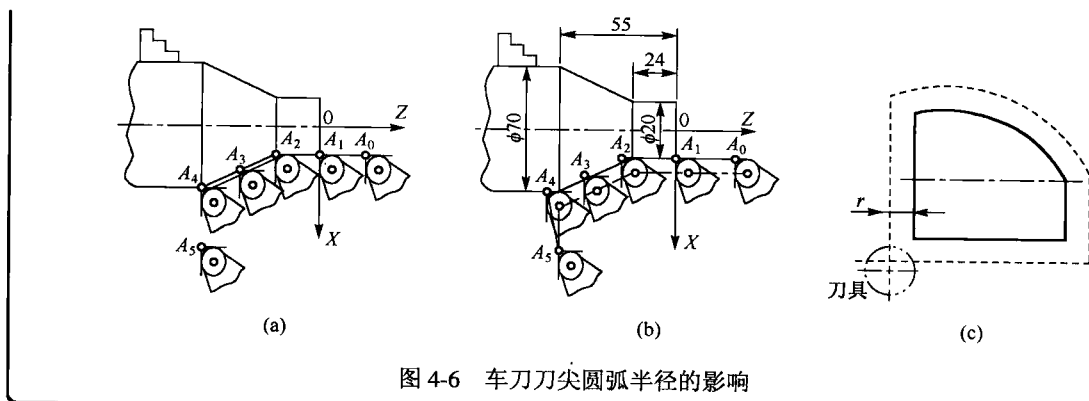 55
24
0
Z
A₂
A₁
A₀
A₃
A₄
X
A₅
(a)
ϕ70
ϕ20
0
Z
A₂
A₁
A₀
A₃
A₄
X
A₅
(b)
r
刀具
(c)
图 4-6 车刀刀尖圆弧半径的影响